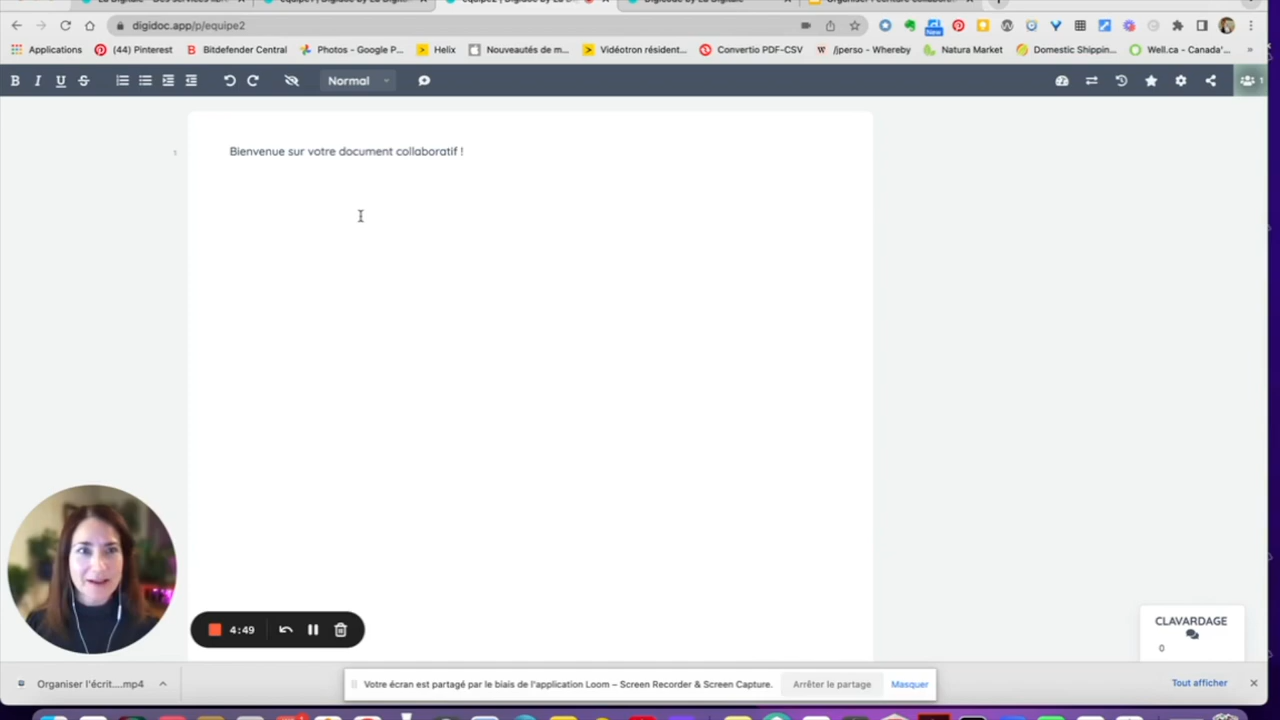 digidoc.app/p/equipe2
New
Applications (44) Pinterest Bitdefender Central Photos - Google P... Helix Nouveautés de m... Vidéotron résident... Convertio PDF-CSV /jperso - Whereby Natura Market Domestic Shippin... Well.ca - Canada'... »
B I U S Normal 1
1 Bienvenue sur votre document collaboratif !
CLAVARDAGE
0
4:49
Organiser l'écrit....mp4
Votre écran est partagé par le biais de l'application Loom – Screen Recorder & Screen Capture. Arrêter le partage Masquer
Tout afficher